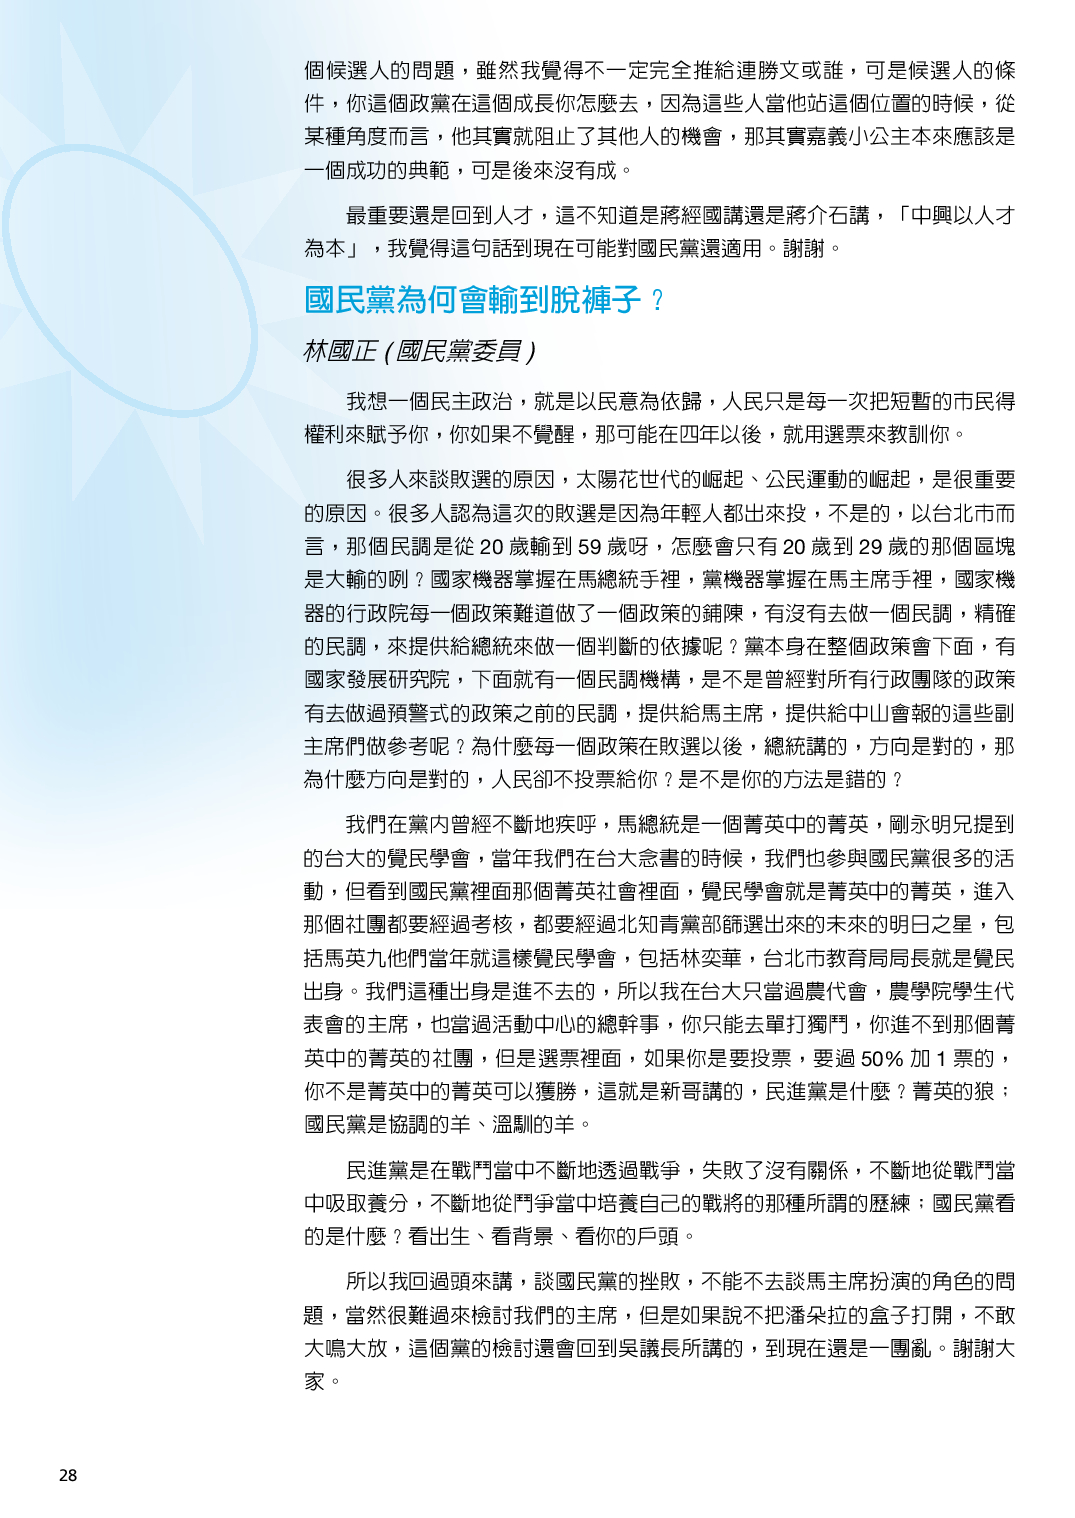 個候選人的問題，雖然我覺得不一定完全推給連勝文或誰，可是候選人的條
件，你這個政黨在這個成長你怎麼去，因為這些人當他站這個位置的時候，從
某種角度而言，他其實就阻止了其他人的機會，那其實嘉義小公主本來應該是
一個成功的典範，可是後來沒有成。
最重要還是回到人才，這不知道是蔣經國講還是蔣介石講，「中興以人才
為本」，我覺得這句話到現在可能對國民黨還適用。謝謝。
國民黨為何會輸到脫褲子？
林國正 ( 國民黨委員 )
我想一個民主政治，就是以民意為依歸，人民只是每一次把短暫的市民得
權利來賦予你，你如果不覺醒，那可能在四年以後，就用選票來教訓你。
很多人來談敗選的原因，太陽花世代的崛起、公民運動的崛起，是很重要
的原因。很多人認為這次的敗選是因為年輕人都出來投，不是的，以台北市而
言，那個民調是從 20 歲輸到 59 歲呀，怎麼會只有 20 歲到 29 歲的那個區塊
是大輸的咧？國家機器掌握在馬總統手裡，黨機器掌握在馬主席手裡，國家機
器的行政院每一個政策難道做了一個政策的鋪陳，有沒有去做一個民調，精確
的民調，來提供給總統來做一個判斷的依據呢？黨本身在整個政策會下面，有
國家發展研究院，下面就有一個民調機構，是不是曾經對所有行政團隊的政策
有去做過預警式的政策之前的民調，提供給馬主席，提供給中山會報的這些副
主席們做參考呢？為什麼每一個政策在敗選以後，總統講的，方向是對的，那
為什麼方向是對的，人民卻不投票給你？是不是你的方法是錯的？
我們在黨內曾經不斷地疾呼，馬總統是一個菁英中的菁英，剛永明兄提到
的台大的覺民學會，當年我們在台大念書的時候，我們也參與國民黨很多的活
動，但看到國民黨裡面那個菁英社會裡面，覺民學會就是菁英中的菁英，進入
那個社團都要經過考核，都要經過北知青黨部篩選出來的未來的明日之星，包
括馬英九他們當年就這樣覺民學會，包括林奕華，台北市教育局局長就是覺民
出身。我們這種出身是進不去的，所以我在台大只當過農代會，農學院學生代
表會的主席，也當過活動中心的總幹事，你只能去單打獨鬥，你進不到那個菁
英中的菁英的社團，但是選票裡面，如果你是要投票，要過 50% 加 1 票的，
你不是菁英中的菁英可以獲勝，這就是新哥講的，民進黨是什麼？菁英的狼；
國民黨是協調的羊、溫馴的羊。
民進黨是在戰鬥當中不斷地透過戰爭，失敗了沒有關係，不斷地從戰鬥當
中吸取養分，不斷地從鬥爭當中培養自己的戰將的那種所謂的歷練；國民黨看
的是什麼？看出生、看背景、看你的戶頭。
所以我回過頭來講，談國民黨的挫敗，不能不去談馬主席扮演的角色的問
題，當然很難過來檢討我們的主席，但是如果說不把潘朵拉的盒子打開，不敢
大鳴大放，這個黨的檢討還會回到吳議長所講的，到現在還是一團亂。謝謝大
家。
28